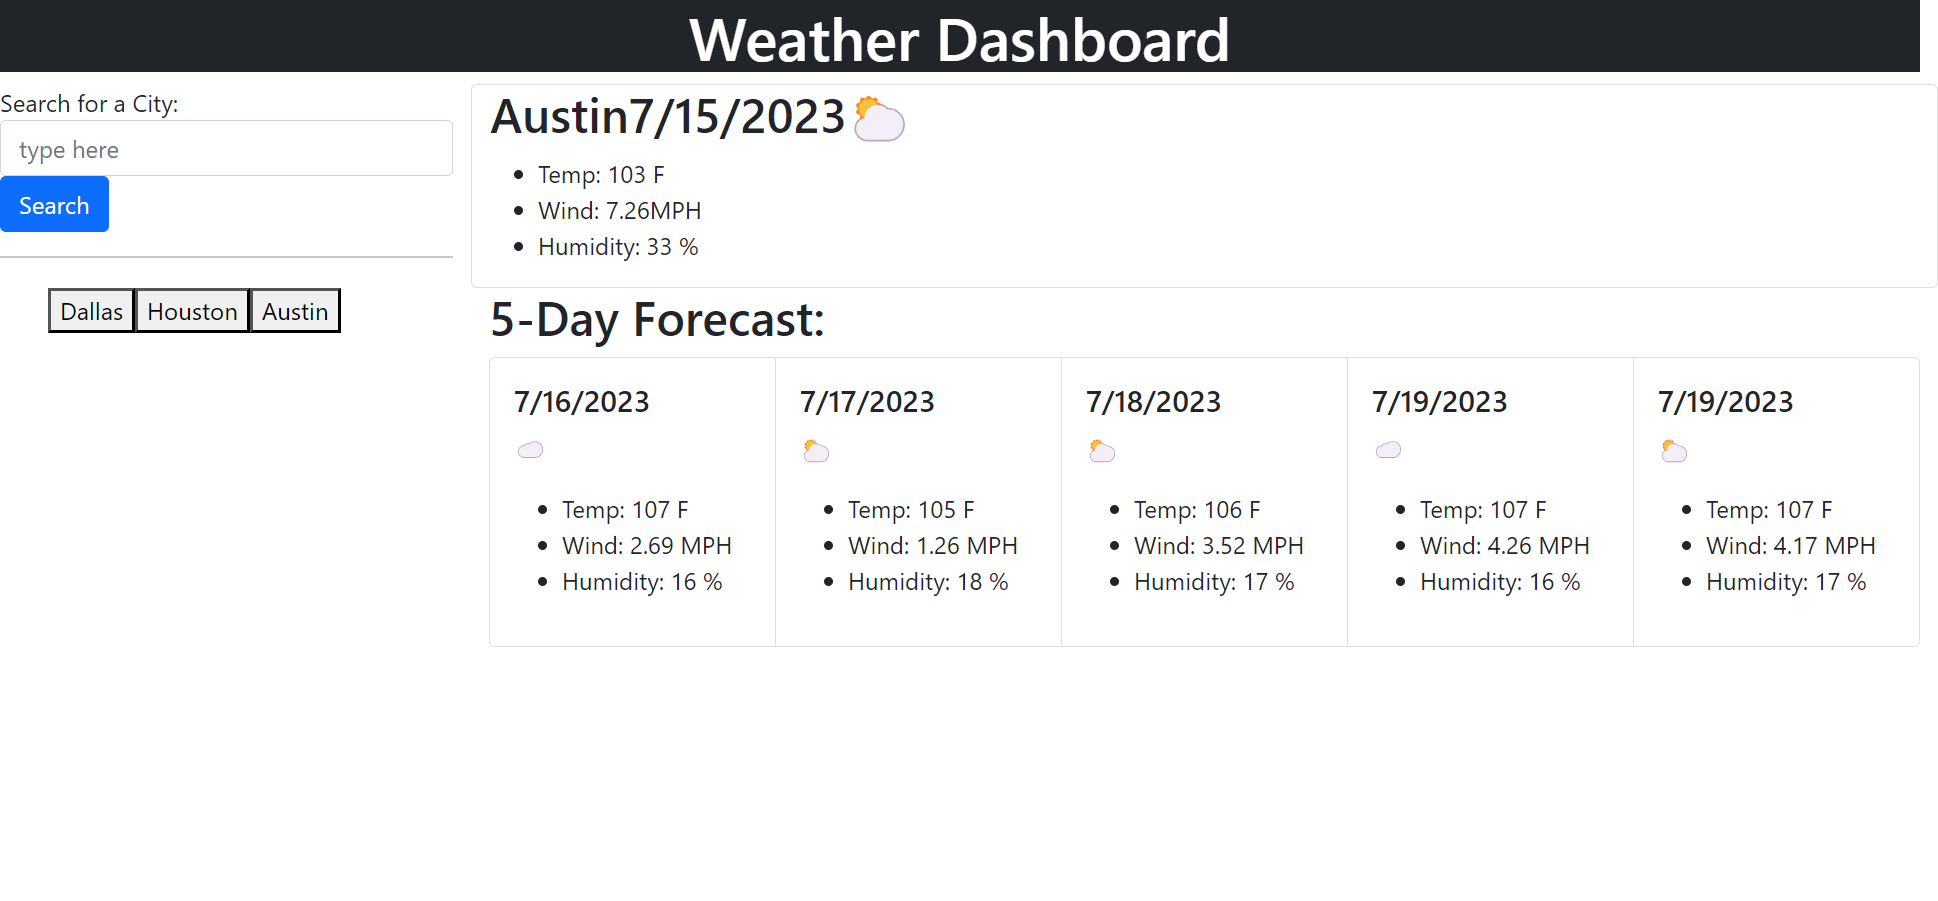 Weather Dashboard
Search for a City:
type here
Search
Dallas Houston Austin
Austin7/15/2023
Temp: 103 F
Wind: 7.26MPH
Humidity: 33 %
5-Day Forecast:
7/16/2023
Temp: 107 F
Wind: 2.69 MPH
Humidity: 16 %
7/17/2023
Temp: 105 F
Wind: 1.26 MPH
Humidity: 18 %
7/18/2023
Temp: 106 F
Wind: 3.52 MPH
Humidity: 17 %
7/19/2023
Temp: 107 F
Wind: 4.26 MPH
Humidity: 16 %
7/19/2023
Temp: 107 F
Wind: 4.17 MPH
Humidity: 17 %